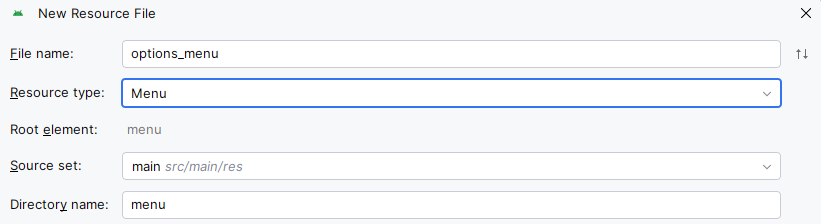 New Resource File
File name: options_menu
Resource type: Menu
Root element: menu
Source set: main src/main/res
Directory name: menu